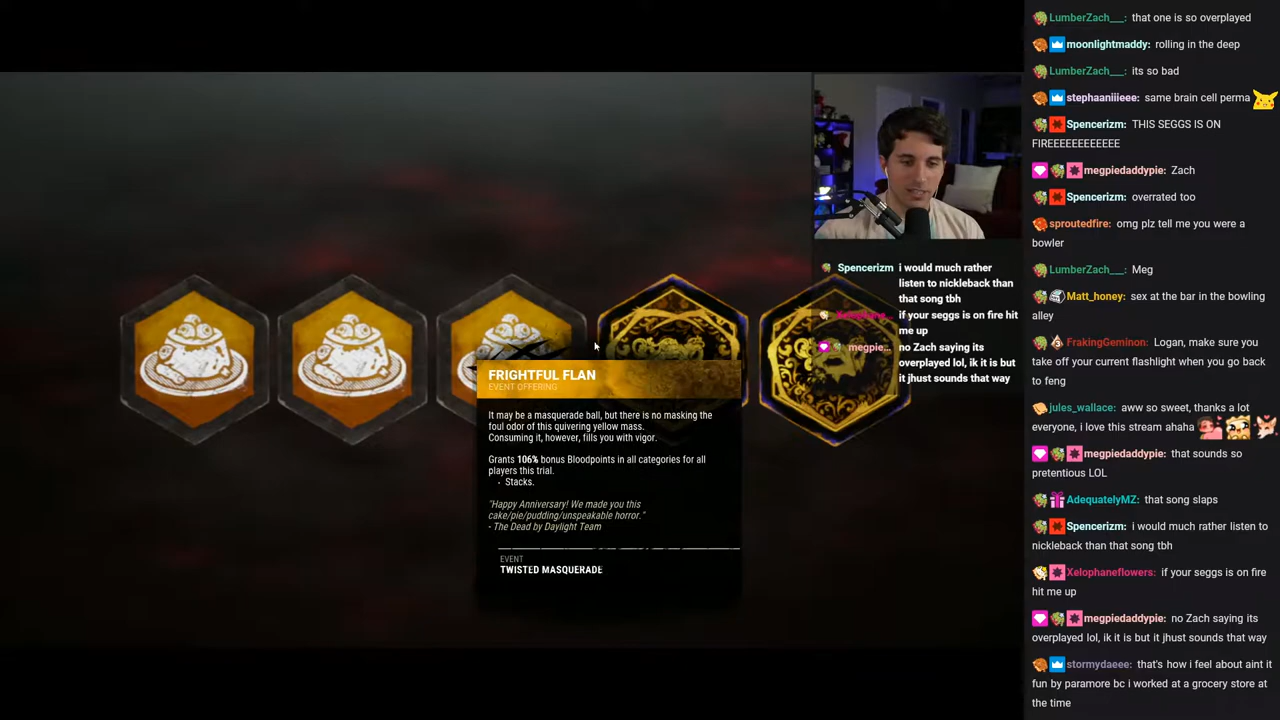 FRIGHTFUL FLAN
EVENT OFFERING
It may be a masquerade ball, but there is no masking the
foul odor of this quivering yellow mass.
Consuming it, however, fills you with vigor.
Grants 106% bonus Bloodpoints in all categories for all
players this trial.
· Stacks.
"Happy Anniversary! We made you this
cake/pie/pudding/unspeakable horror."
- The Dead by Daylight Team
EVENT
TWISTED MASQUERADE
Spencerizm i would much rather
listen to nickleback than
that song tbh
if your seggs is on fire hit
me up
megpie... no Zach saying its
overplayed lol, ik it is but
it jhust sounds that way
LumberZach___: that one is so overplayed
moonlightmaddy: rolling in the deep
LumberZach___: its so bad
stephaaniiieee: same brain cell perma
Spencerizm: THIS SEGGS IS ON
FIREEEEEEEEEEEE
megpiedaddypie: Zach
Spencerizm: overrated too
sproutedfire: omg plz tell me you were a
bowler
LumberZach___: Meg
Matt_honey: sex at the bar in the bowling
alley
FrakingGeminon: Logan, make sure you
take off your current flashlight when you go back
to feng
jules_wallace: aww so sweet, thanks a lot
everyone, i love this stream ahaha
megpiedaddypie: that sounds so
pretentious LOL
AdequatelyMZ: that song slaps
Spencerizm: i would much rather listen to
nickleback than that song tbh
Xelophaneflowers: if your seggs is on fire
hit me up
megpiedaddypie: no Zach saying its
overplayed lol, ik it is but it jhust sounds that way
stormydaeee: that's how i feel about aint it
fun by paramore bc i worked at a grocery store at
the time